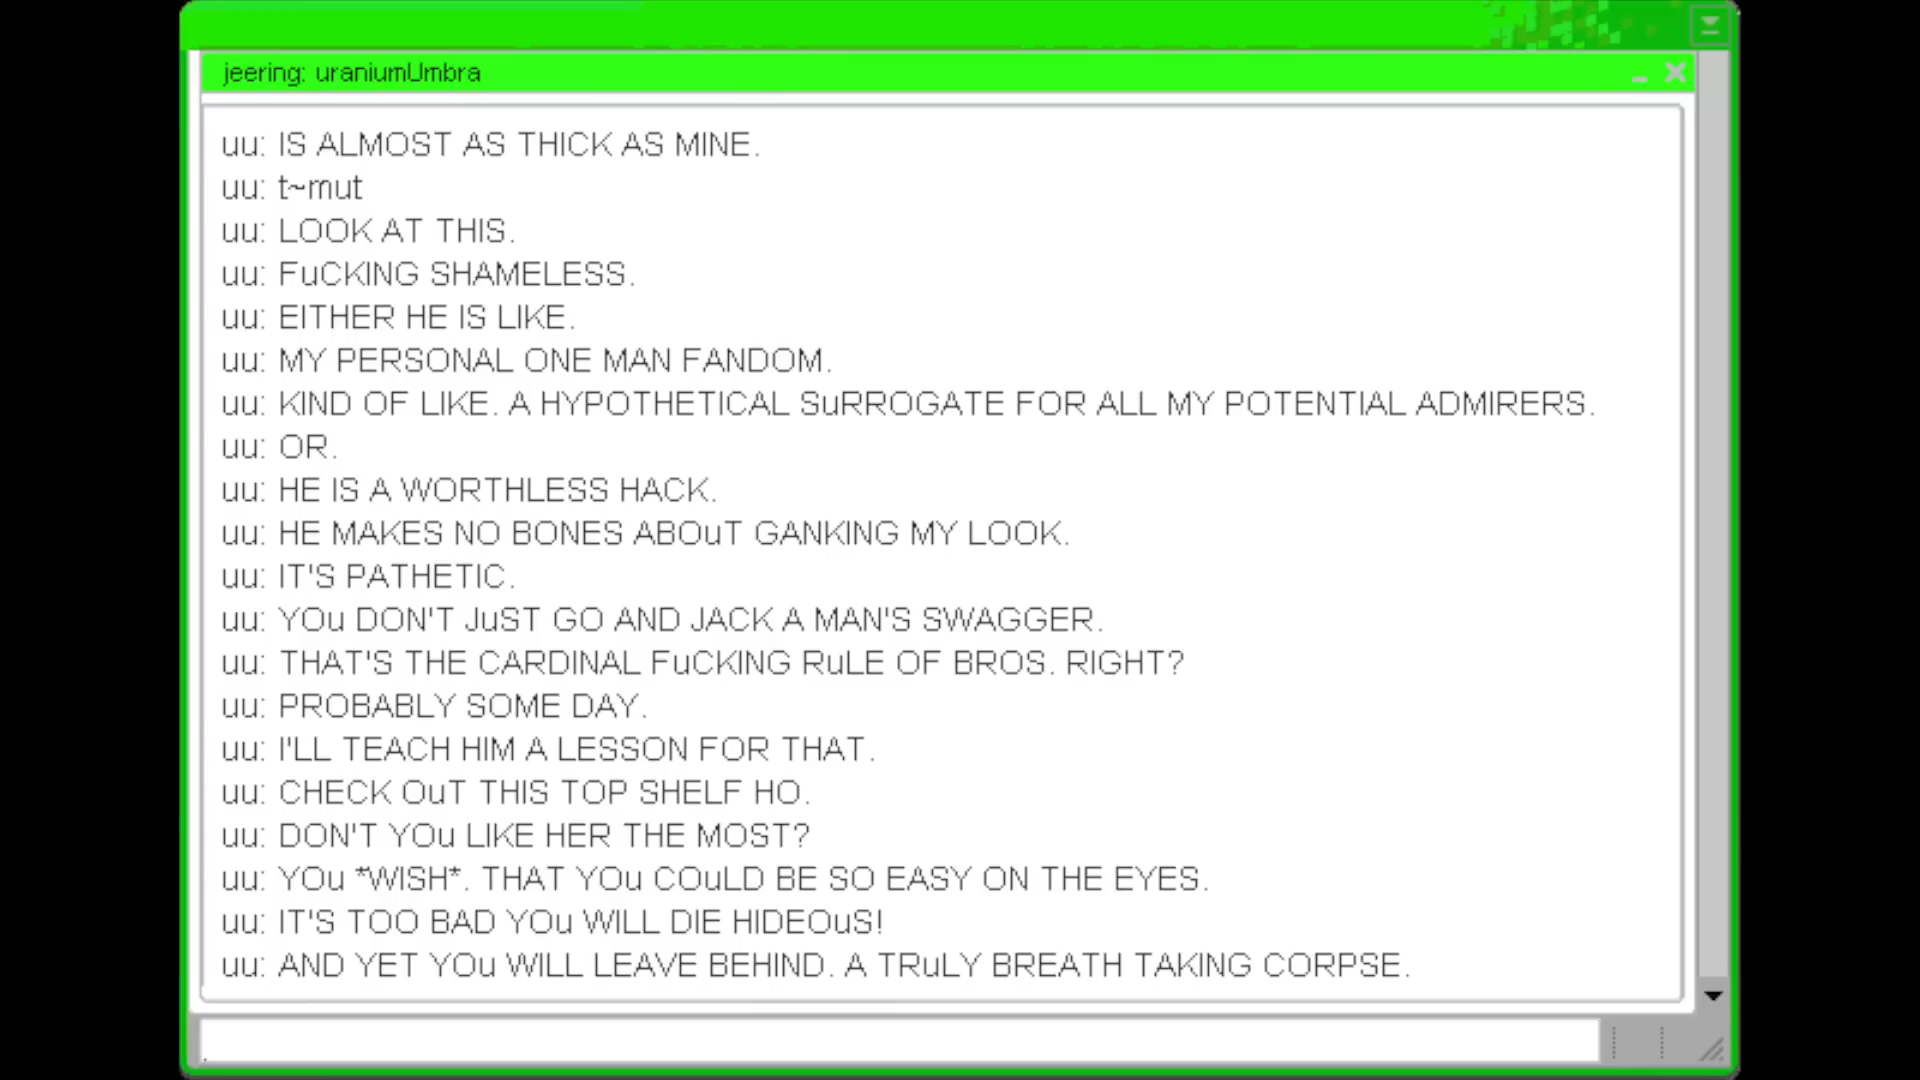 jeering: uraniumUmbra
uu: IS ALMOST AS THICK AS MINE.
uu: t~mut
uu: LOOK AT THIS.
uu: FuCKING SHAMELESS.
uu: EITHER HE IS LIKE.
uu: MY PERSONAL ONE MAN FANDOM.
uu: KIND OF LIKE. A HYPOTHETICAL SuRROGATE FOR ALL MY POTENTIAL ADMIRERS.
uu: OR.
uu: HE IS A WORTHLESS HACK.
uu: HE MAKES NO BONES ABOuT GANKING MY LOOK.
uu: IT'S PATHETIC.
uu: YOu DON'T JuST GO AND JACK A MAN'S SWAGGER.
uu: THAT'S THE CARDINAL FuCKING RuLE OF BROS. RIGHT?
uu: PROBABLY SOME DAY.
uu: I'LL TEACH HIM A LESSON FOR THAT.
uu: CHECK OuT THIS TOP SHELF HO.
uu: DON'T YOu LIKE HER THE MOST?
uu: YOu *WISH*. THAT YOu COuLD BE SO EASY ON THE EYES.
uu: IT'S TOO BAD YOu WILL DIE HIDEOuS!
uu: AND YET YOu WILL LEAVE BEHIND. A TRuLY BREATH TAKING CORPSE.